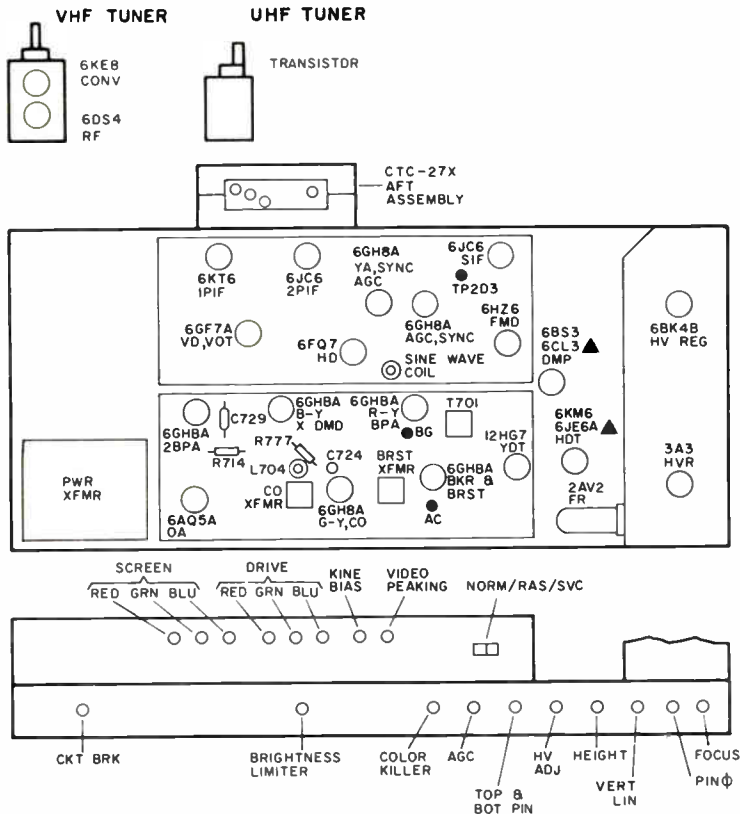 VHF TUNER
UHF TUNER
6KE8
CONV
6DS4
RF
TRANSISTOR
CTC-27X
AFT
ASSEMBLY
6KT6
1PIF
6JC6
2PIF
6GH8A
YA,SYNC
AGC
6JC6
SIF
TP2D3
6GF7A
VD,VOT
6FQ7
HD
6GH8A
AGC,SYNC
6HZ6
FMD
SINE WAVE
COIL
6BS3
6CL3
DMP
6BK4B
HV REG
6GH8A
2BPA
C729
6GH8A
B-Y
X DMD
6GH8A
R-Y
BPA
BG
T701
R714
R777
L704
C724
BRST
XFMR
12HG7
YDT
6KM6
6JE6A
HDT
3A3
HVR
PWR
XFMR
6AQ5A
OA
CO
XFMR
6GH8A
G-Y,CO
6GH8A
BKR &
BRST
AC
2AV2
FR
SCREEN
RED GRN BLU
DRIVE
RED GRN BLU
KINE
BIAS
VIDEO
PEAKING
NORM/RAS/SVC
CKT BRK
BRIGHTNESS
LIMITER
COLOR
KILLER
AGC
TOP &
BOT PIN
HV
ADJ
HEIGHT
VERT
LIN
PINϕ
FOCUS